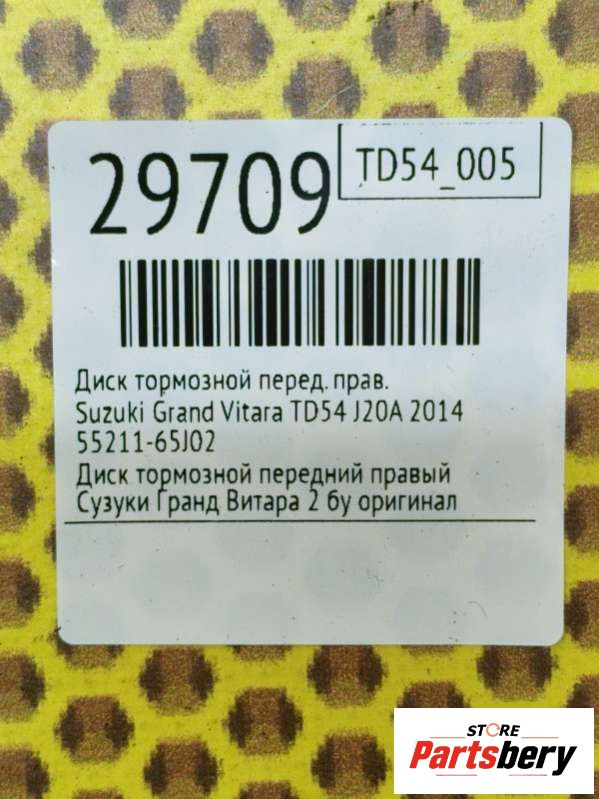 29709
TD54_005
Диск тормозной перед. прав.
Suzuki Grand Vitara TD54 J20A 2014
55211-65J02
Диск тормозной передний правый
Сузуки Гранд Витара 2 бу оригинал
STORE
Partsbery